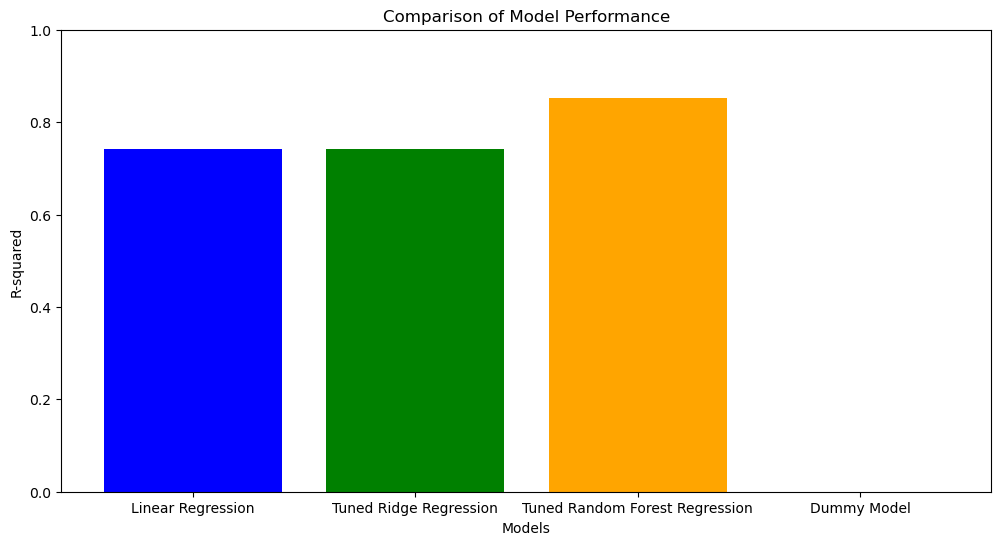 Comparison of Model Performance
1.0
0.8
0.6
0.4
0.2
0.0
R-squared
Linear Regression
Tuned Ridge Regression
Tuned Random Forest Regression
Dummy Model
Models